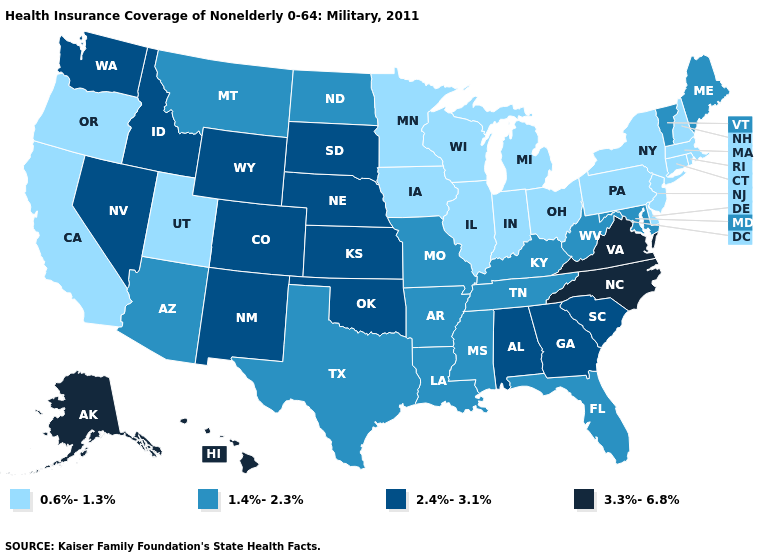 Health Insurance Coverage of Nonelderly 0-64: Military, 2011
WA
OR
CA
ID
NV
UT
AZ
MT
WY
CO
NM
ND
SD
NE
KS
OK
TX
MN
IA
MO
AR
LA
WI
IL
MI
IN
OH
KY
TN
MS
AL
GA
FL
SC
NC
VA
WV
PA
NY
ME
VT
NH
MA
RI
CT
NJ
DE
MD
DC
AK
HI
0.6%- 1.3%
1.4%- 2.3%
2.4%- 3.1%
3.3%- 6.8%
SOURCE: Kaiser Family Foundation's State Health Facts.